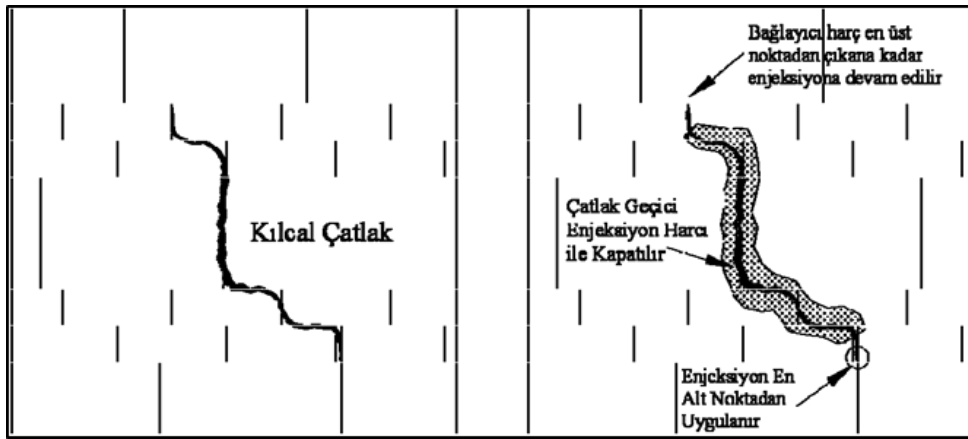 Kılcal Çatlak
Bağlayıcı harç en üst
noktadan çıkana kadar
enjeksiyona devam edilir
Çatlak Geçici
Enjeksiyon Harcı
ile Kapatılır
Enjeksiyon En
Alt Noktadan
Uygulanır